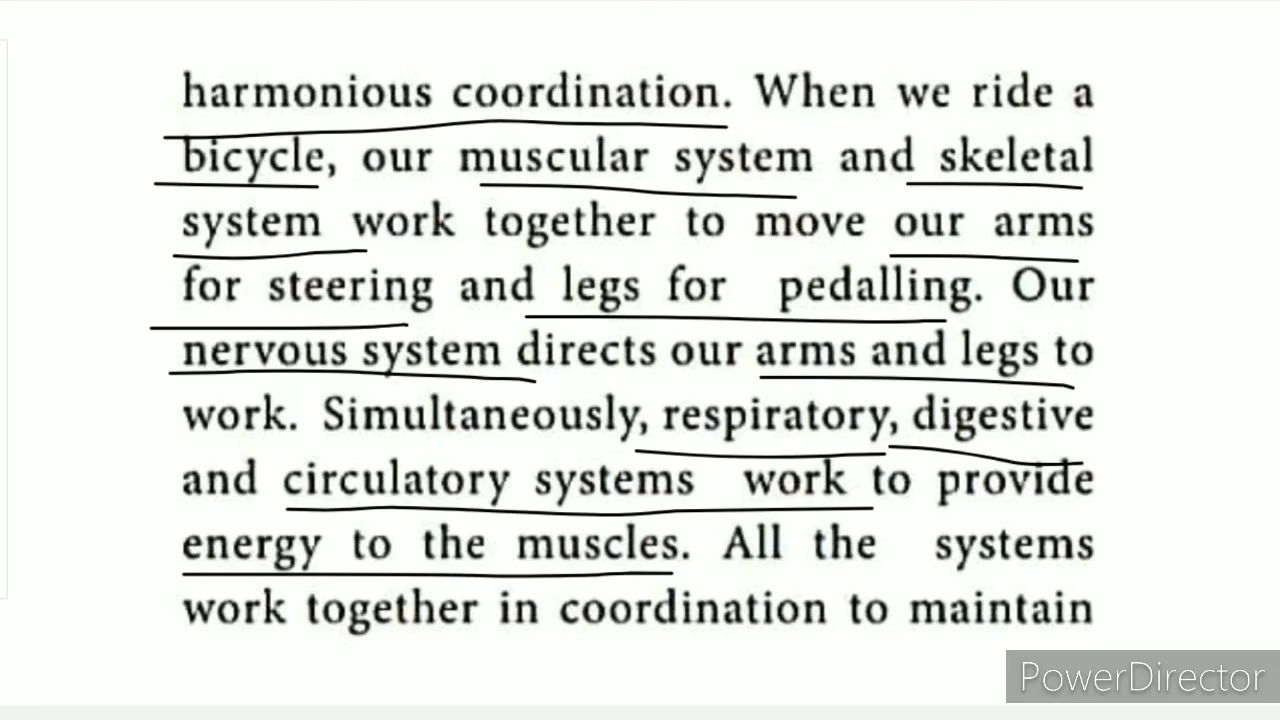 harmonious coordination. When we ride a
bicycle, our muscular system and skeletal
system work together to move our arms
for steering and legs for pedalling. Our
nervous system directs our arms and legs to
work. Simultaneously, respiratory, digestive
and circulatory systems work to provide
energy to the muscles. All the systems
work together in coordination to maintain
PowerDirector